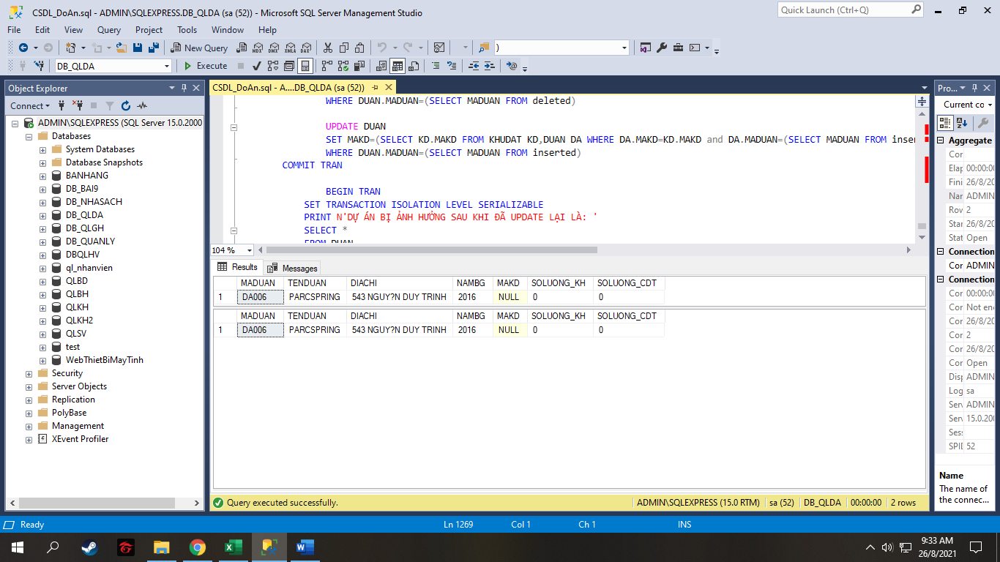 CSDL_DoAn.sql - ADMIN\SQLEXPRESS.DB_QLDA (sa (52)) - Microsoft SQL Server Management Studio
Quick Launch (Ctrl+Q)
File Edit View Query Project Tools Window Help
New Query MDX DMX XMLA DAX )
DB_QLDA Execute
Object Explorer
Connect
ADMIN\SQLEXPRESS (SQL Server 15.0.2000
Databases
System Databases
Database Snapshots
BANHANG
DB_BAI9
DB_NHASACH
DB_QLDA
DB_QLGH
DB_QUANLY
DBQLHV
ql_nhanvien
QLBD
QLBH
QLKH
QLKH2
QLSV
test
WebThietBiMayTinh
Security
Server Objects
Replication
PolyBase
Management
XEvent Profiler
CSDL_DoAn.sql - A....DB_QLDA (sa (52))
WHERE DUAN.MADUAN=(SELECT MADUAN FROM deleted)
UPDATE DUAN
SET MAKD=(SELECT KD.MAKD FROM KHUDAT KD,DUAN DA WHERE DA.MAKD=KD.MAKD and DA.MADUAN=(SELECT MADUAN FROM inser
WHERE DUAN.MADUAN=(SELECT MADUAN FROM inserted)
COMMIT TRAN
BEGIN TRAN
SET TRANSACTION ISOLATION LEVEL SERIALIZABLE
PRINT N'DỰ ÁN BỊ ẢNH HƯỞNG SAU KHI ĐÃ UPDATE LẠI LÀ: '
SELECT *
FROM DUAN
104 %
Results Messages
MADUAN TENDUAN DIACHI NAMBG MAKD SOLUONG_KH SOLUONG_CDT
1 DA006 PARCSPRING 543 NGUY?N DUY TRINH 2016 NULL 0 0
MADUAN TENDUAN DIACHI NAMBG MAKD SOLUONG_KH SOLUONG_CDT
1 DA006 PARCSPRING 543 NGUY?N DUY TRINH 2016 NULL 0 0
Query executed successfully. ADMIN\SQLEXPRESS (15.0 RTM) sa (52) DB_QLDA 00:00:00 2 rows
Pro...
Current co
Aggregate
Cor
Elap 00:00:00
Fini 26/8/202
Nar ADMIN
Rov 2
Star 26/8/202
Stat Open
Connection
Cor ADMIN
Connection
Cor 00:00:00
Cor Not enc
Cor 26/8/202
Cor 2
Cor 26/8/202
Cor Open
Disp ADMIN
Log sa
Serv ADMIN
Serv 15.0.200
Sess
SPID 52
Name
The name of
the connec...
Ready Ln 1269 Col 1 Ch 1 INS
9:33 AM
26/8/2021